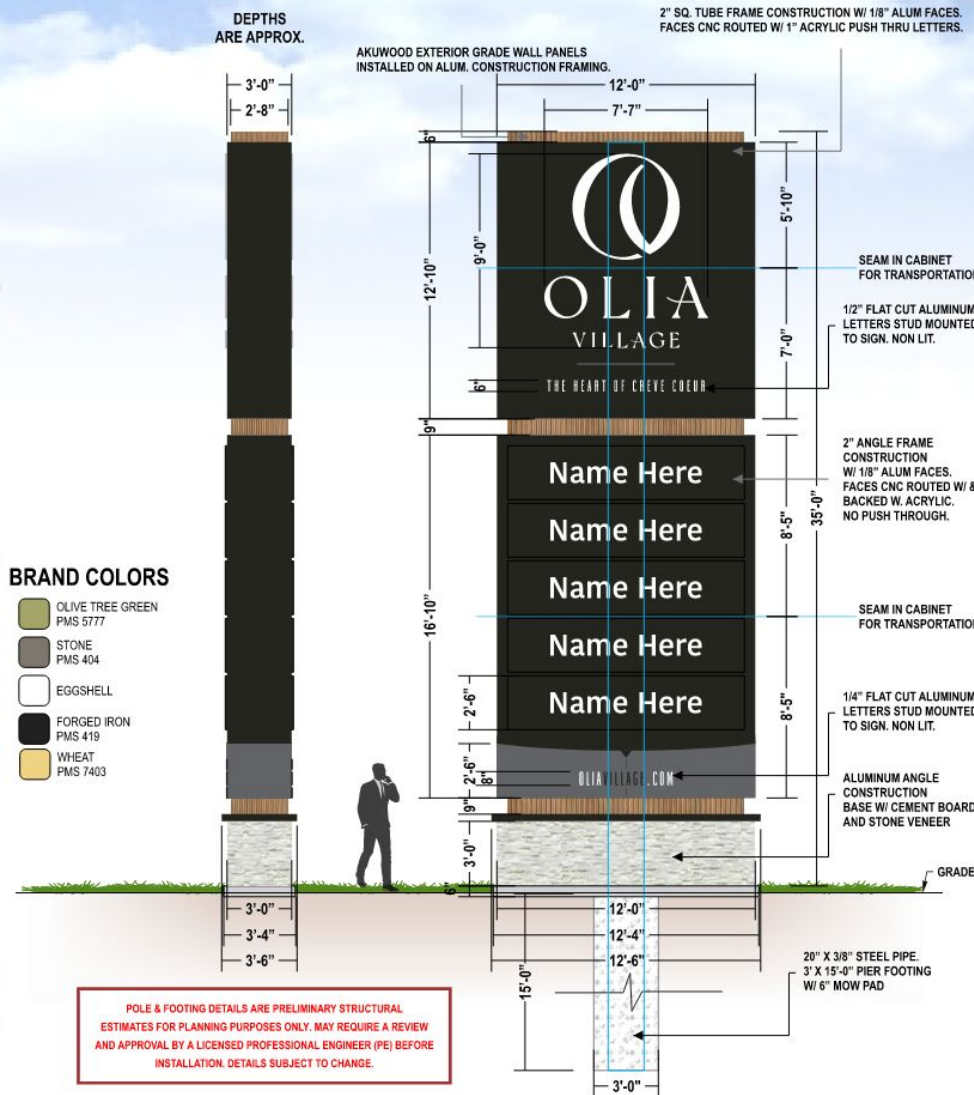 DEPTHS
ARE APPROX.
2" SQ. TUBE FRAME CONSTRUCTION W/ 1/8" ALUM FACES.
FACES CNC ROUTED W/ 1" ACRYLIC PUSH THRU LETTERS.
AKUWOOD EXTERIOR GRADE WALL PANELS
INSTALLED ON ALUM. CONSTRUCTION FRAMING.
3'-0"
2'-8"
12'-0"
7'-7"
6"
5'-10"
9'-0"
12'-10"
SEAM IN CABINET
FOR TRANSPORTATION
OLIA
VILLAGE
1/2" FLAT CUT ALUMINUM
LETTERS STUD MOUNTED
TO SIGN. NON LIT.
7'-0"
6"
THE HEART OF CREVE COEUR
9"
2" ANGLE FRAME
CONSTRUCTION
W/ 1/8" ALUM FACES.
FACES CNC ROUTED W/ &
BACKED W. ACRYLIC.
NO PUSH THROUGH.
35'-0"
8'-5"
Name Here
Name Here
Name Here
Name Here
Name Here
16'-10"
BRAND COLORS
OLIVE TREE GREEN
PMS 5777
STONE
PMS 404
EGGSHELL
FORGED IRON
PMS 419
WHEAT
PMS 7403
SEAM IN CABINET
FOR TRANSPORTATION
2'-6"
8'-5"
1/4" FLAT CUT ALUMINUM
LETTERS STUD MOUNTED
TO SIGN. NON LIT.
2'-6"
8"
OLIAVILLAGE.COM
9"
ALUMINUM ANGLE
CONSTRUCTION
BASE W/ CEMENT BOARD
AND STONE VENEER
3'-0"
6"
GRADE
3'-0"
3'-4"
3'-6"
12'-0"
12'-4"
12'-6"
15'-0"
20" X 3/8" STEEL PIPE.
3' X 15'-0" PIER FOOTING
W/ 6" MOW PAD
3'-0"
POLE & FOOTING DETAILS ARE PRELIMINARY STRUCTURAL
ESTIMATES FOR PLANNING PURPOSES ONLY. MAY REQUIRE A REVIEW
AND APPROVAL BY A LICENSED PROFESSIONAL ENGINEER (PE) BEFORE
INSTALLATION. DETAILS SUBJECT TO CHANGE.